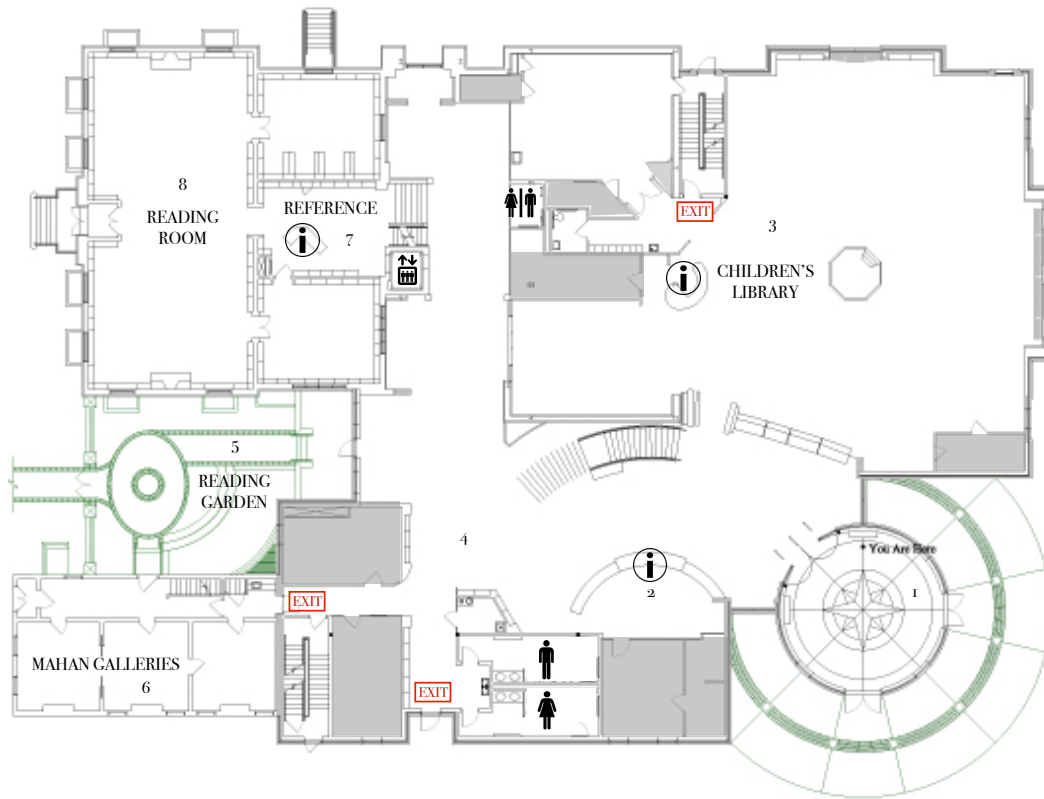 8
READING
ROOM
REFERENCE
7
EXIT
3
CHILDREN'S
LIBRARY
5
READING
GARDEN
4
You Are Here
2
1
EXIT
MAHAN GALLERIES
6
EXIT